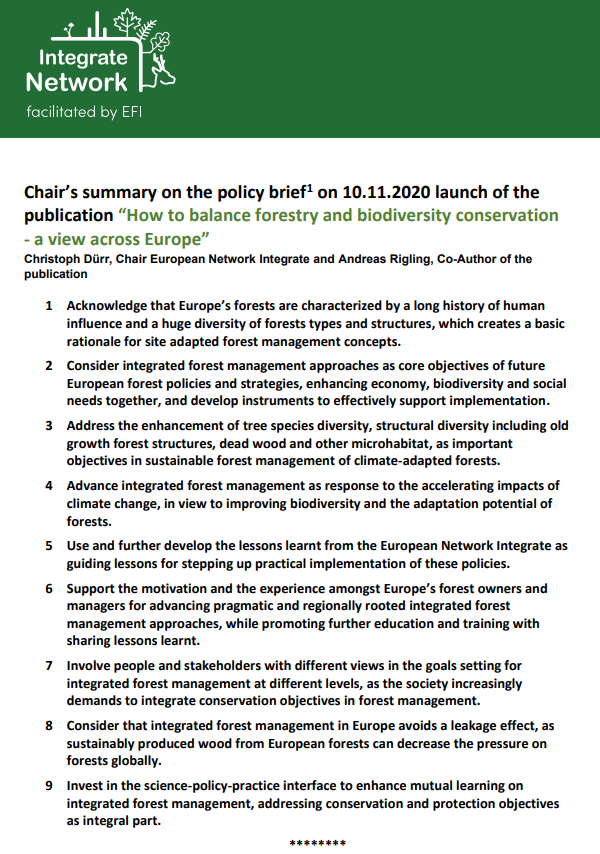 Integrate
Network
facilitated by EFI
Chair’s summary on the policy brief1 on 10.11.2020 launch of the
publication “How to balance forestry and biodiversity conservation
- a view across Europe”
Christoph Dürr, Chair European Network Integrate and Andreas Rigling, Co-Author of the
publication
1 Acknowledge that Europe’s forests are characterized by a long history of human
influence and a huge diversity of forests types and structures, which creates a basic
rationale for site adapted forest management concepts.
2 Consider integrated forest management approaches as core objectives of future
European forest policies and strategies, enhancing economy, biodiversity and social
needs together, and develop instruments to effectively support implementation.
3 Address the enhancement of tree species diversity, structural diversity including old
growth forest structures, dead wood and other microhabitat, as important
objectives in sustainable forest management of climate-adapted forests.
4 Advance integrated forest management as response to the accelerating impacts of
climate change, in view to improving biodiversity and the adaptation potential of
forests.
5 Use and further develop the lessons learnt from the European Network Integrate as
guiding lessons for stepping up practical implementation of these policies.
6 Support the motivation and the experience amongst Europe’s forest owners and
managers for advancing pragmatic and regionally rooted integrated forest
management approaches, while promoting further education and training with
sharing lessons learnt.
7 Involve people and stakeholders with different views in the goals setting for
integrated forest management at different levels, as the society increasingly
demands to integrate conservation objectives in forest management.
8 Consider that integrated forest management in Europe avoids a leakage effect, as
sustainably produced wood from European forests can decrease the pressure on
forests globally.
9 Invest in the science-policy-practice interface to enhance mutual learning on
integrated forest management, addressing conservation and protection objectives
as integral part.
********